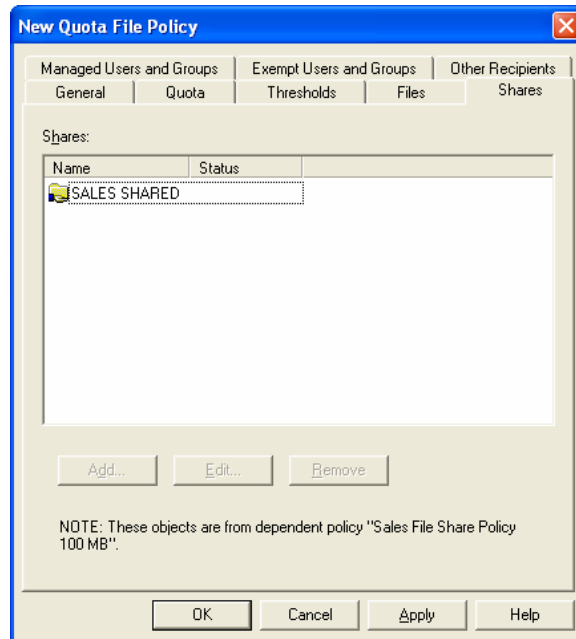 New Quota File Policy
Managed Users and Groups Exempt Users and Groups Other Recipients
General Quota Thresholds Files Shares
Shares:
Name Status
SALES SHARED
Add... Edit... Remove
NOTE: These objects are from dependent policy "Sales File Share Policy
100 MB".
OK Cancel Apply Help